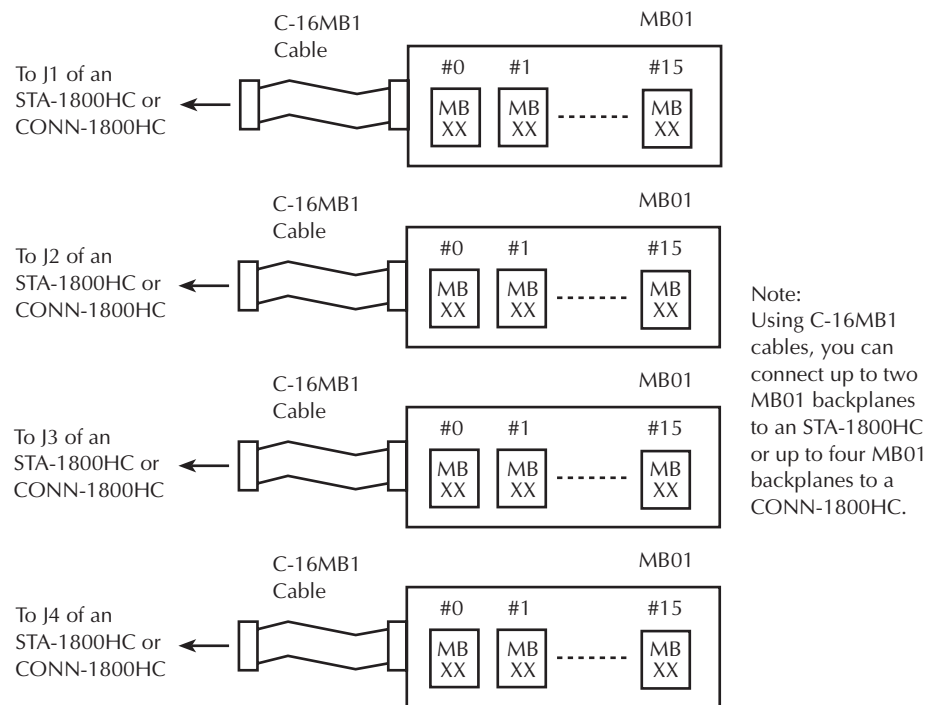 C-16MB1
Cable
MB01
To J1 of an
STA-1800HC or
CONN-1800HC
#0 #1 #15
MB
XX
MB
XX
MB
XX
C-16MB1
Cable
MB01
To J2 of an
STA-1800HC or
CONN-1800HC
#0 #1 #15
MB
XX
MB
XX
MB
XX
C-16MB1
Cable
MB01
To J3 of an
STA-1800HC or
CONN-1800HC
#0 #1 #15
MB
XX
MB
XX
MB
XX
C-16MB1
Cable
MB01
To J4 of an
STA-1800HC or
CONN-1800HC
#0 #1 #15
MB
XX
MB
XX
MB
XX
Note:
Using C-16MB1
cables, you can
connect up to two
MB01 backplanes
to an STA-1800HC
or up to four MB01
backplanes to a
CONN-1800HC.